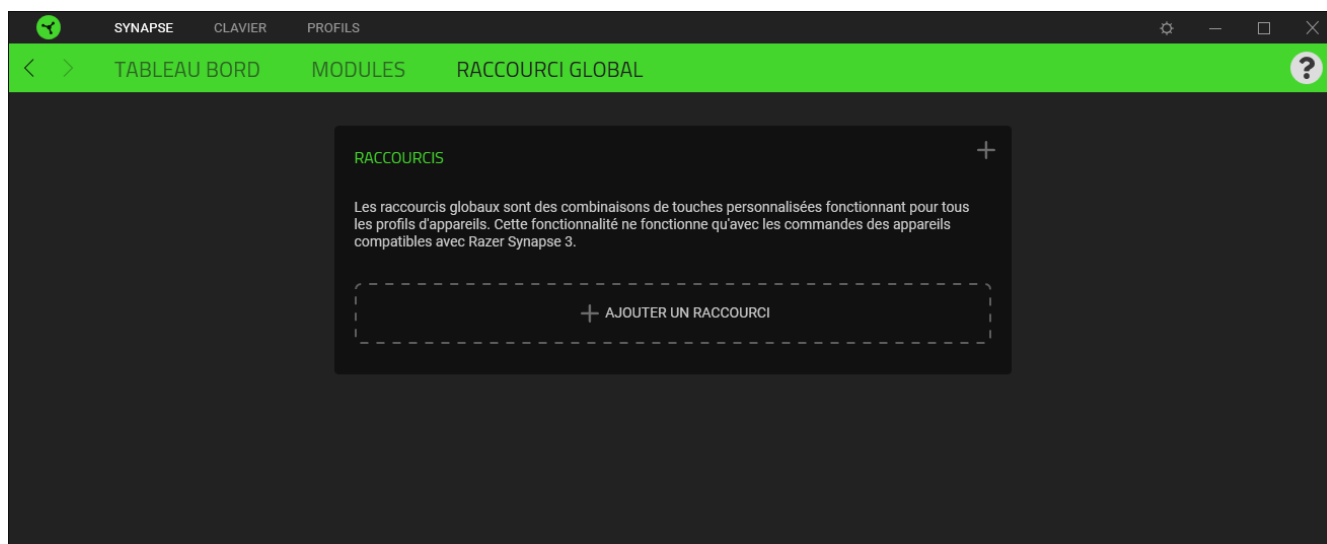 SYNAPSE CLAVIER PROFILS
TABLEAU BORD MODULES RACCOURCI GLOBAL ?
RACCOURCIS
Les raccourcis globaux sont des combinaisons de touches personnalisées fonctionnant pour tous
les profils d'appareils. Cette fonctionnalité ne fonctionne qu'avec les commandes des appareils
compatibles avec Razer Synapse 3.
AJOUTER UN RACCOURCI